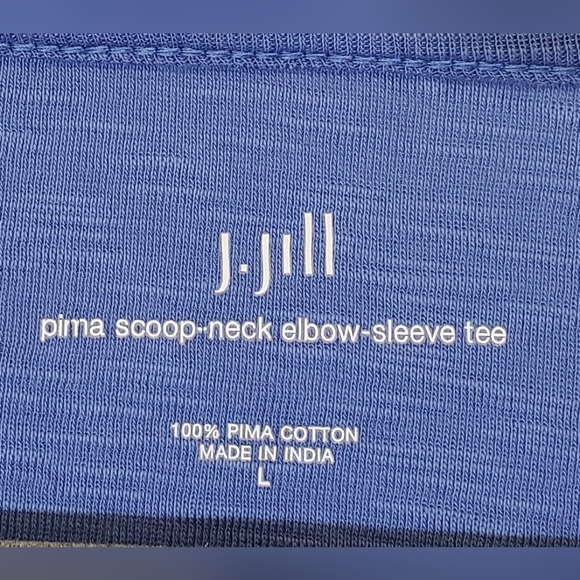 J.Jill
pima scoop-neck elbow-sleeve tee
100% PIMA COTTON
MADE IN INDIA
L